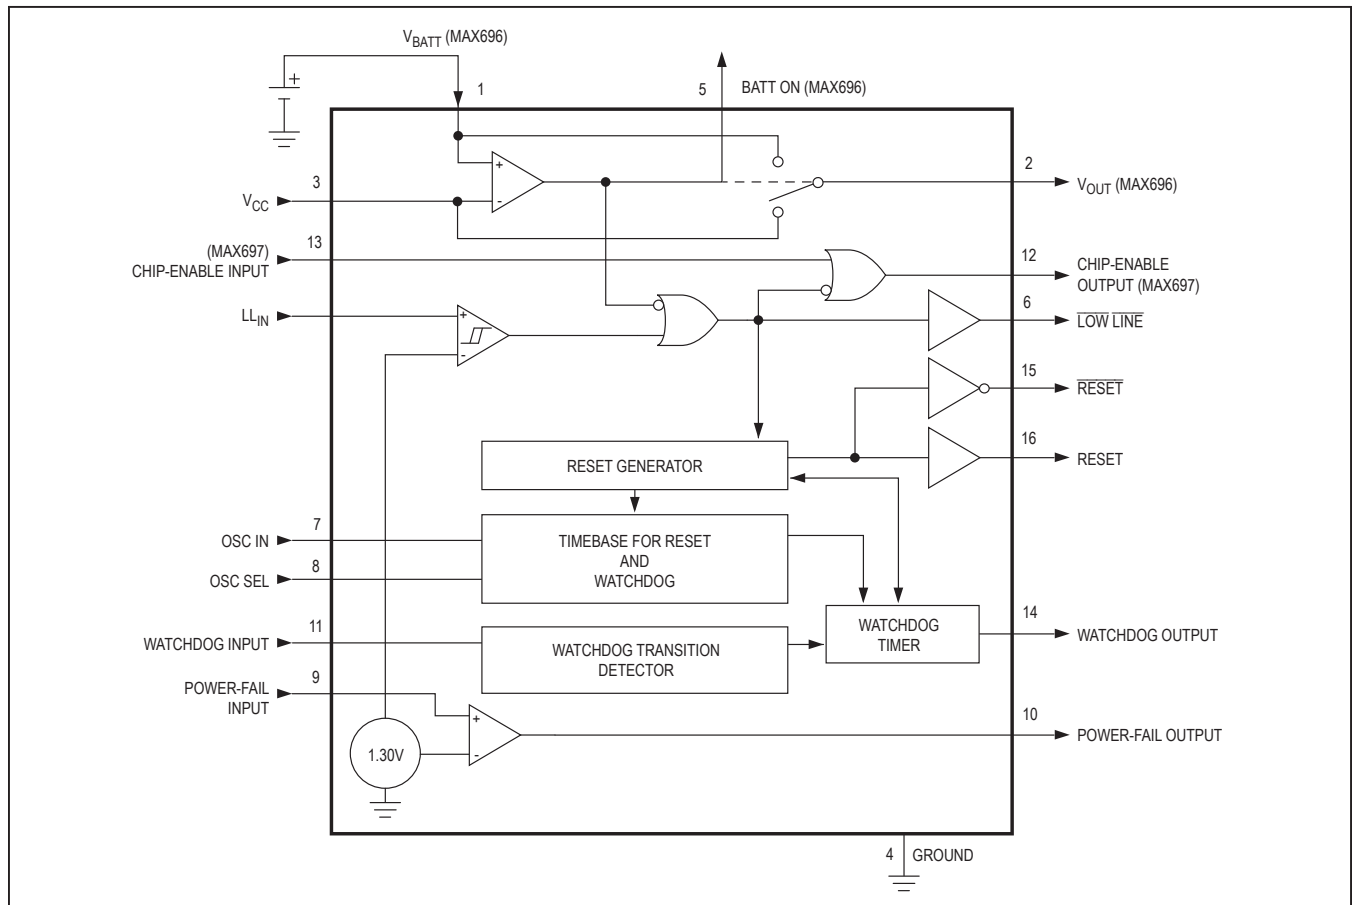 V_BATT (MAX696)
+
1
5
BATT ON (MAX696)
+
-
3
V_CC
2
V_OUT (MAX696)
(MAX697)
CHIP-ENABLE INPUT
13
12
CHIP-ENABLE
OUTPUT (MAX697)
LL_IN
+
-
6
LOW LINE
15
RESET
16
RESET
RESET GENERATOR
7
OSC IN
8
OSC SEL
TIMEBASE FOR RESET
AND
WATCHDOG
11
WATCHDOG INPUT
WATCHDOG TRANSITION
DETECTOR
WATCHDOG
TIMER
14
WATCHDOG OUTPUT
9
POWER-FAIL
INPUT
+
-
1.30V
10
POWER-FAIL OUTPUT
4
GROUND